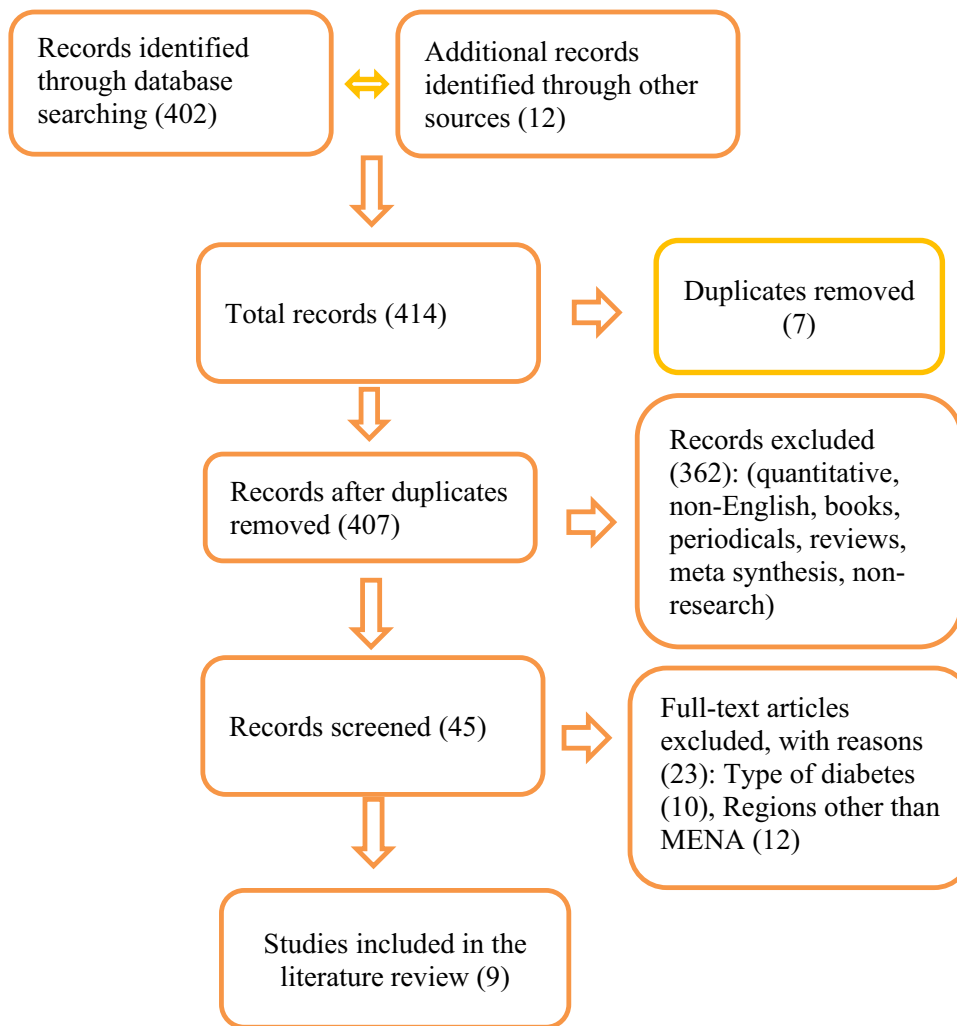 Records identified
through database
searching (402)
Additional records
identified through other
sources (12)
Total records (414)
Duplicates removed
(7)
Records after duplicates
removed (407)
Records excluded
(362): (quantitative,
non-English, books,
periodicals, reviews,
meta synthesis, non-
research)
Records screened (45)
Full-text articles
excluded, with reasons
(23): Type of diabetes
(10), Regions other than
MENA (12)
Studies included in the
literature review (9)